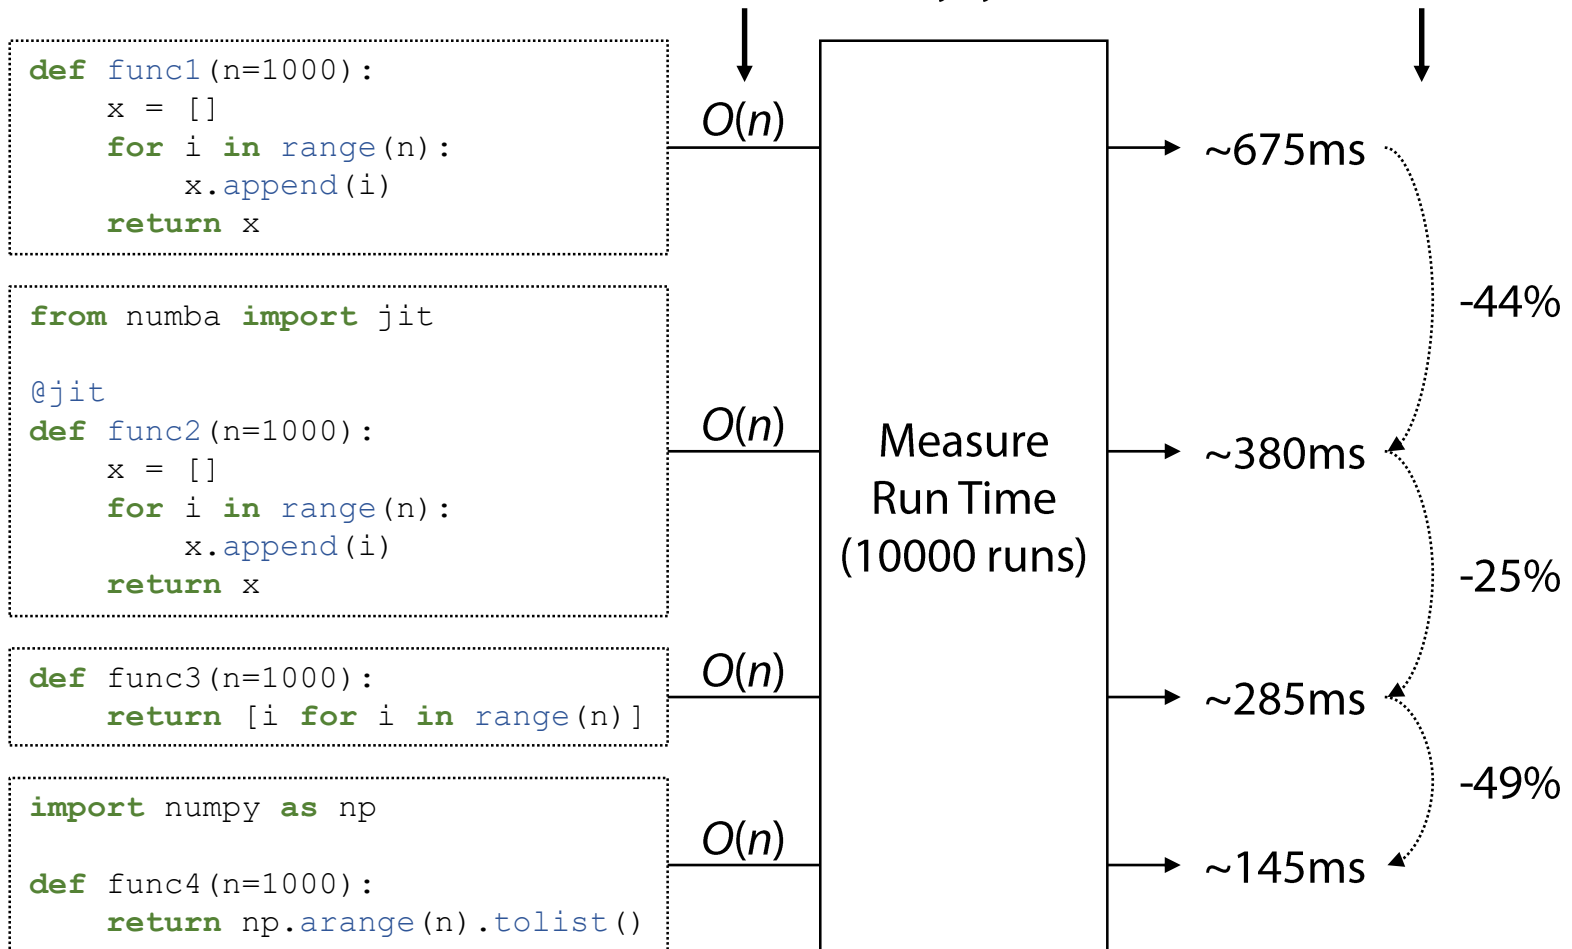 def func1(n=1000):
    x = []
    for i in range(n):
        x.append(i)
    return x
O(n)
~675ms
-44%
from numba import jit
@jit
def func2(n=1000):
    x = []
    for i in range(n):
        x.append(i)
    return x
O(n)
Measure
Run Time
(10000 runs)
~380ms
-25%
def func3(n=1000):
    return [i for i in range(n)]
O(n)
~285ms
-49%
import numpy as np
def func4(n=1000):
    return np.arange(n).tolist()
O(n)
~145ms